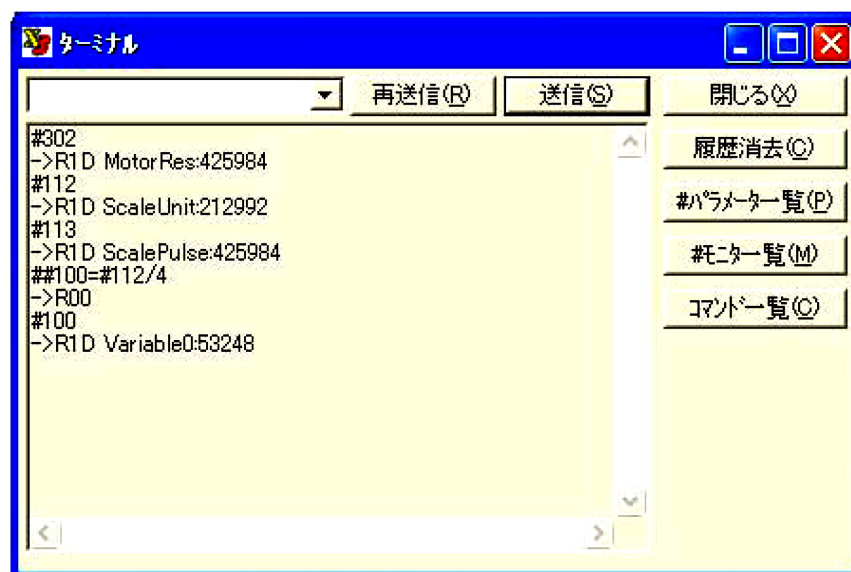 ターミナル
再送信(R)
送信(S)
閉じる(X)
#302
->R1D MotorRes:425984
#112
->R1D ScaleUnit:212992
#113
->R1D ScalePulse:425984
##100=#112/4
->R00
#100
->R1D Variable0:53248
履歴消去(C)
#パラメーター覧(P)
#モニター覧(M)
コマンド一覧(C)